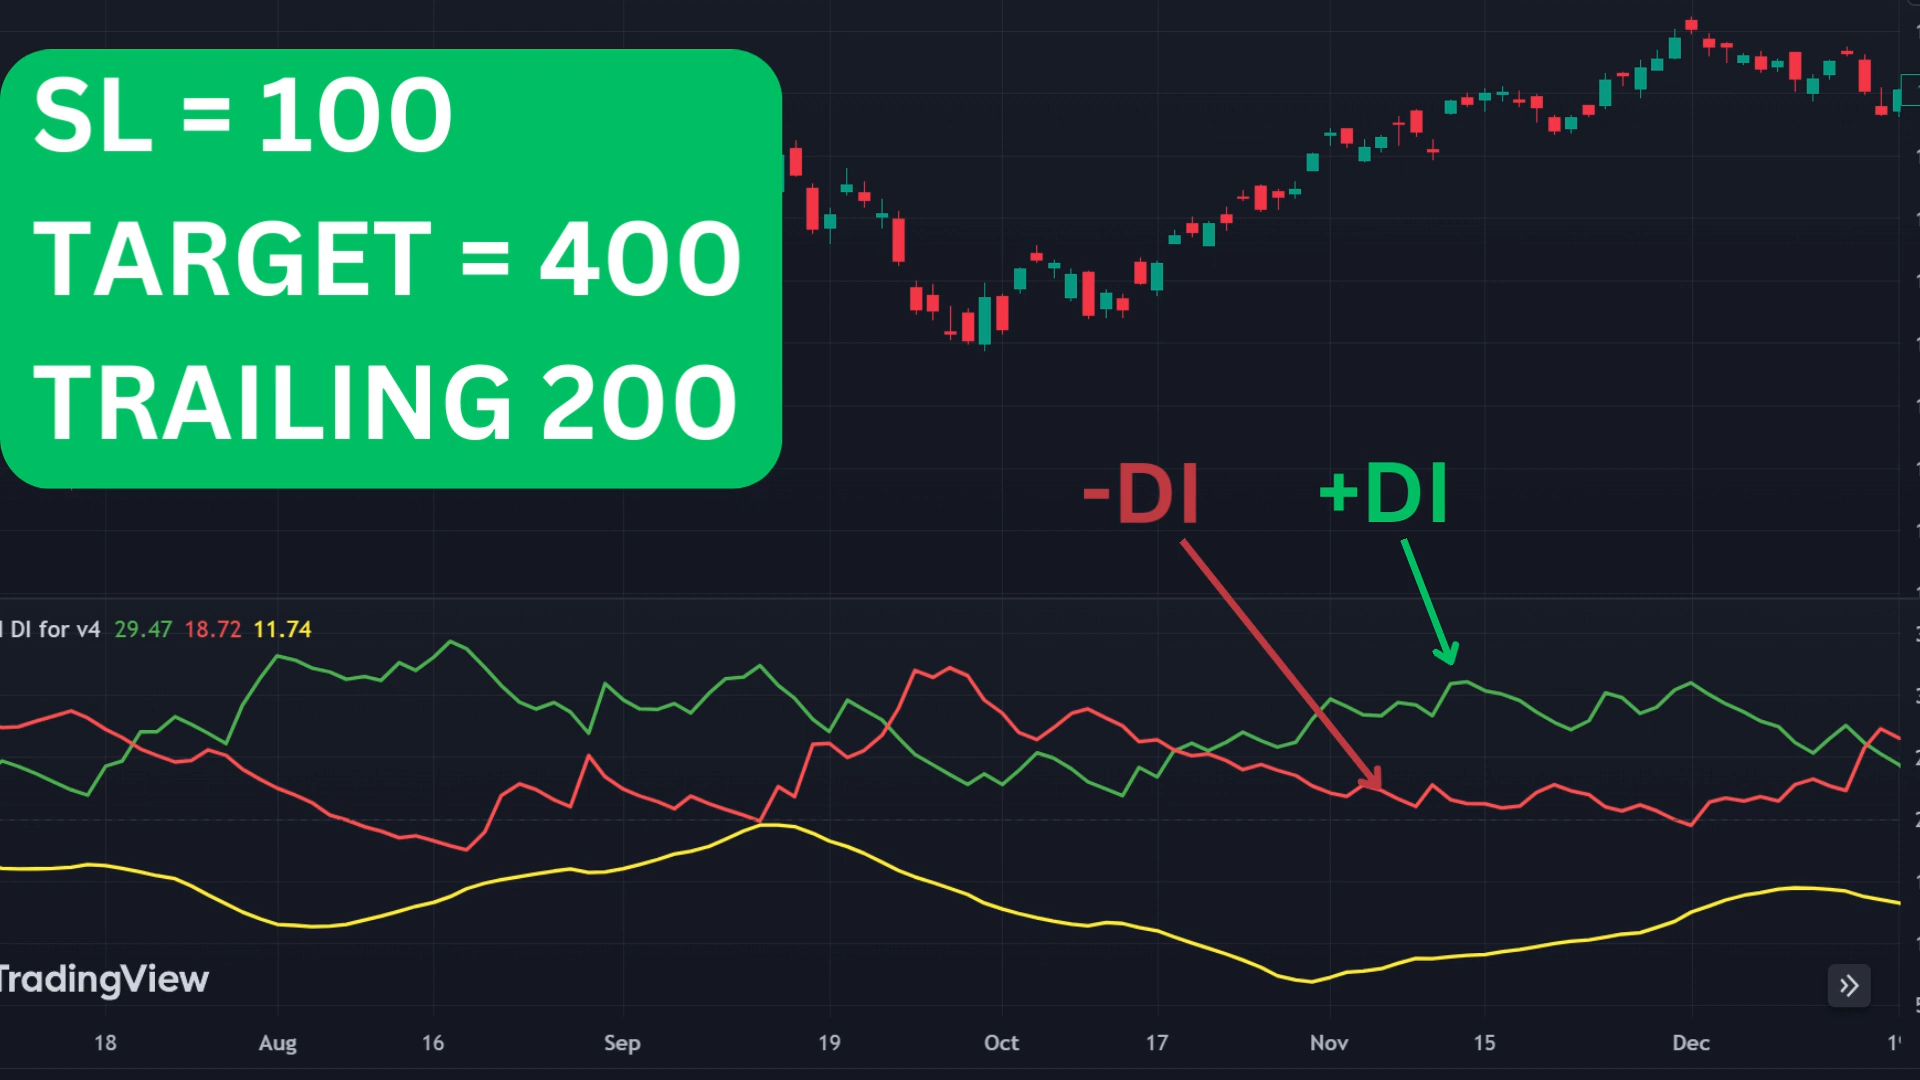 SL = 100
TARGET = 400
TRAILING 200
-DI +DI
DI for v4 29.47 18.72 11.74
TradingView
18 Aug 16 Sep 19 Oct 17 Nov 15 Dec